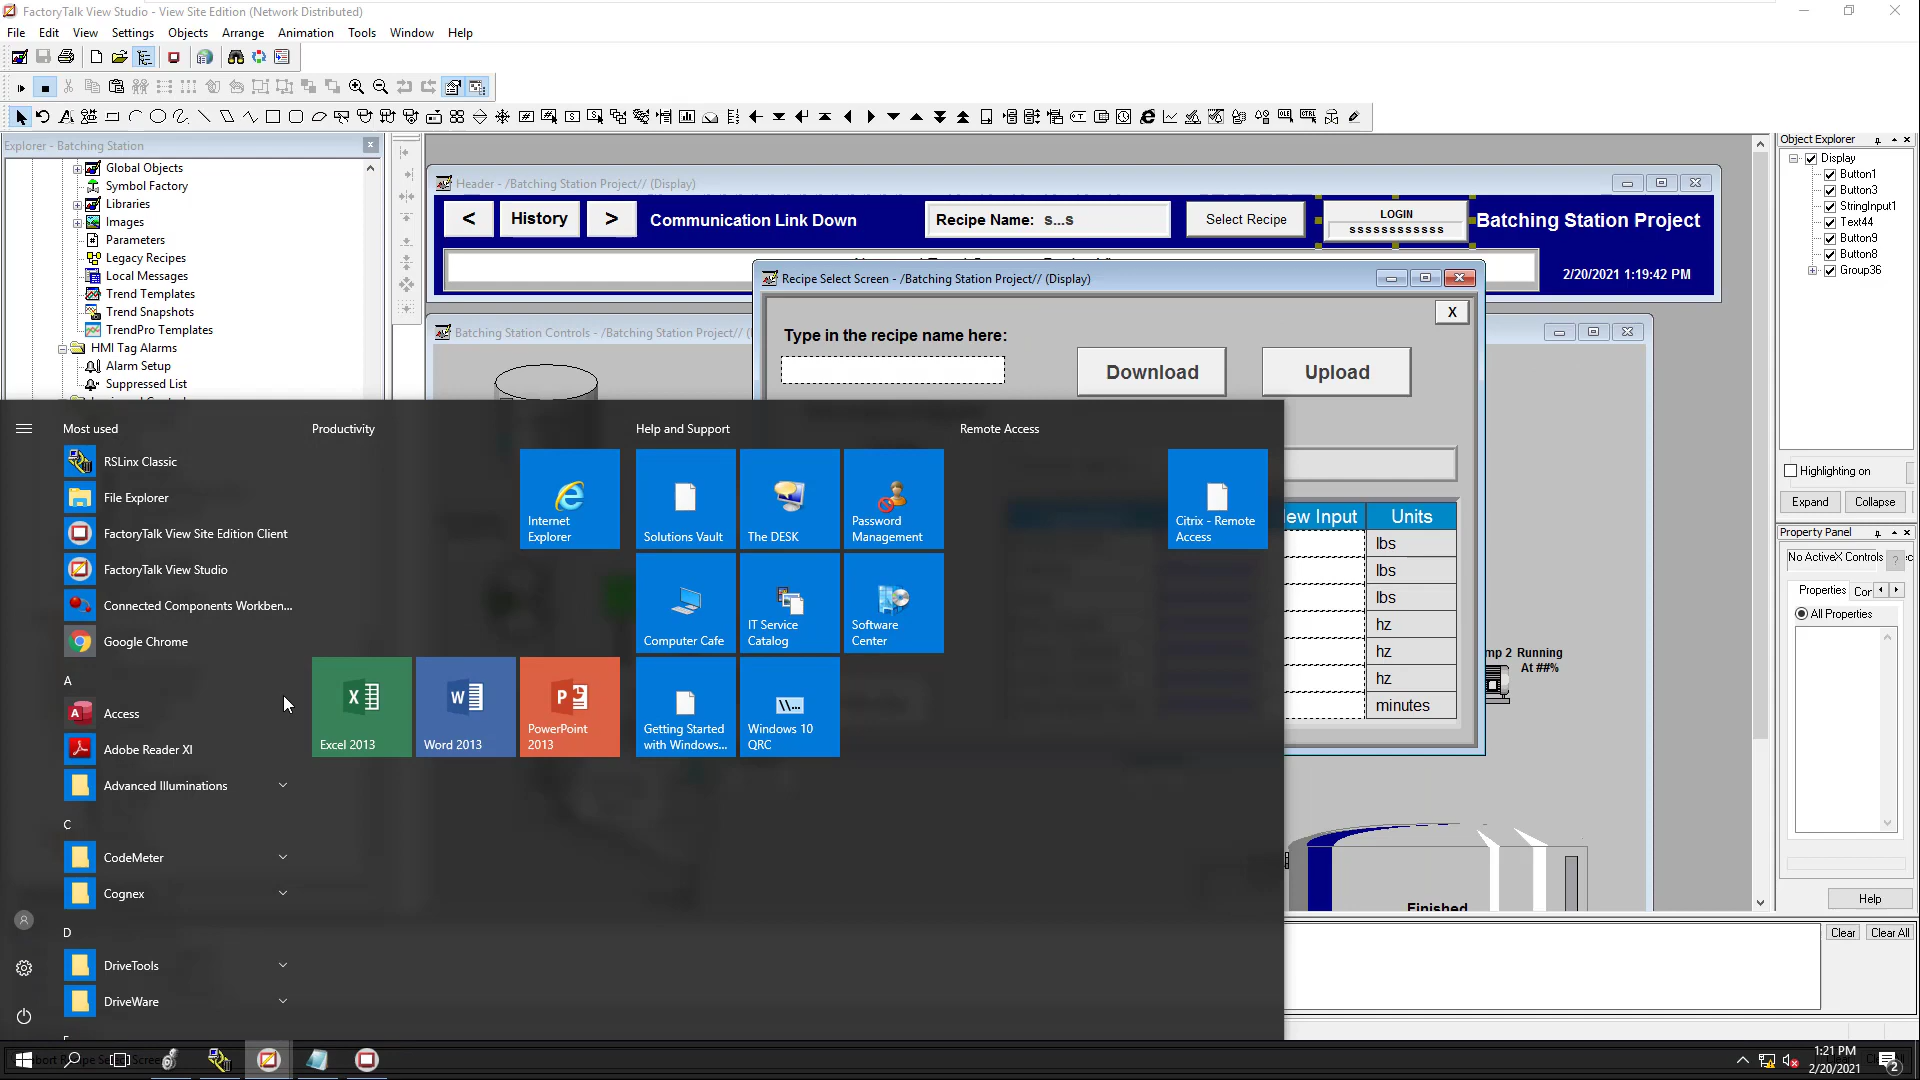 FactoryTalk View Studio - View Site Edition (Network Distributed)
File Edit View Settings Objects Arrange Animation Tools Window Help
Explorer - Batching Station
Global Objects
Symbol Factory
Libraries
Images
Parameters
Legacy Recipes
Local Messages
Trend Templates
Trend Snapshots
TrendPro Templates
HMI Tag Alarms
Alarm Setup
Suppressed List
Header - /Batching Station Project// (Display)
< History > Communication Link Down
Recipe Name: s...s
Select Recipe
LOGIN
ssssssssssss
Batching Station Project
2/20/2021 1:19:42 PM
Batching Station Controls - /Batching Station Project//
Recipe Select Screen - /Batching Station Project// (Display)
X
Type in the recipe name here:
Download
Upload
ew Input Units
lbs
lbs
lbs
hz
hz
hz
minutes
mp 2 Running
At ##%
Finished
Object Explorer
Display
Button1
Button3
StringInput1
Text44
Button9
Button8
Group36
Highlighting on
Expand Collapse
Property Panel
No ActiveX Controls
?
Properties Cor
All Properties
Help
Clear Clear All
Most used
RSLinx Classic
File Explorer
FactoryTalk View Site Edition Client
FactoryTalk View Studio
Connected Components Workben...
Google Chrome
A
Access
Adobe Reader XI
Advanced Illuminations
C
CodeMeter
Cognex
D
DriveTools
DriveWare
Productivity
Internet
Explorer
Excel 2013
Word 2013
PowerPoint
2013
Help and Support
Solutions Vault
The DESK
Password
Management
Computer Cafe
IT Service
Catalog
Software
Center
Getting Started
with Windows...
Windows 10
QRC
Remote Access
Citrix - Remote
Access
1:21 PM
2/20/2021
2